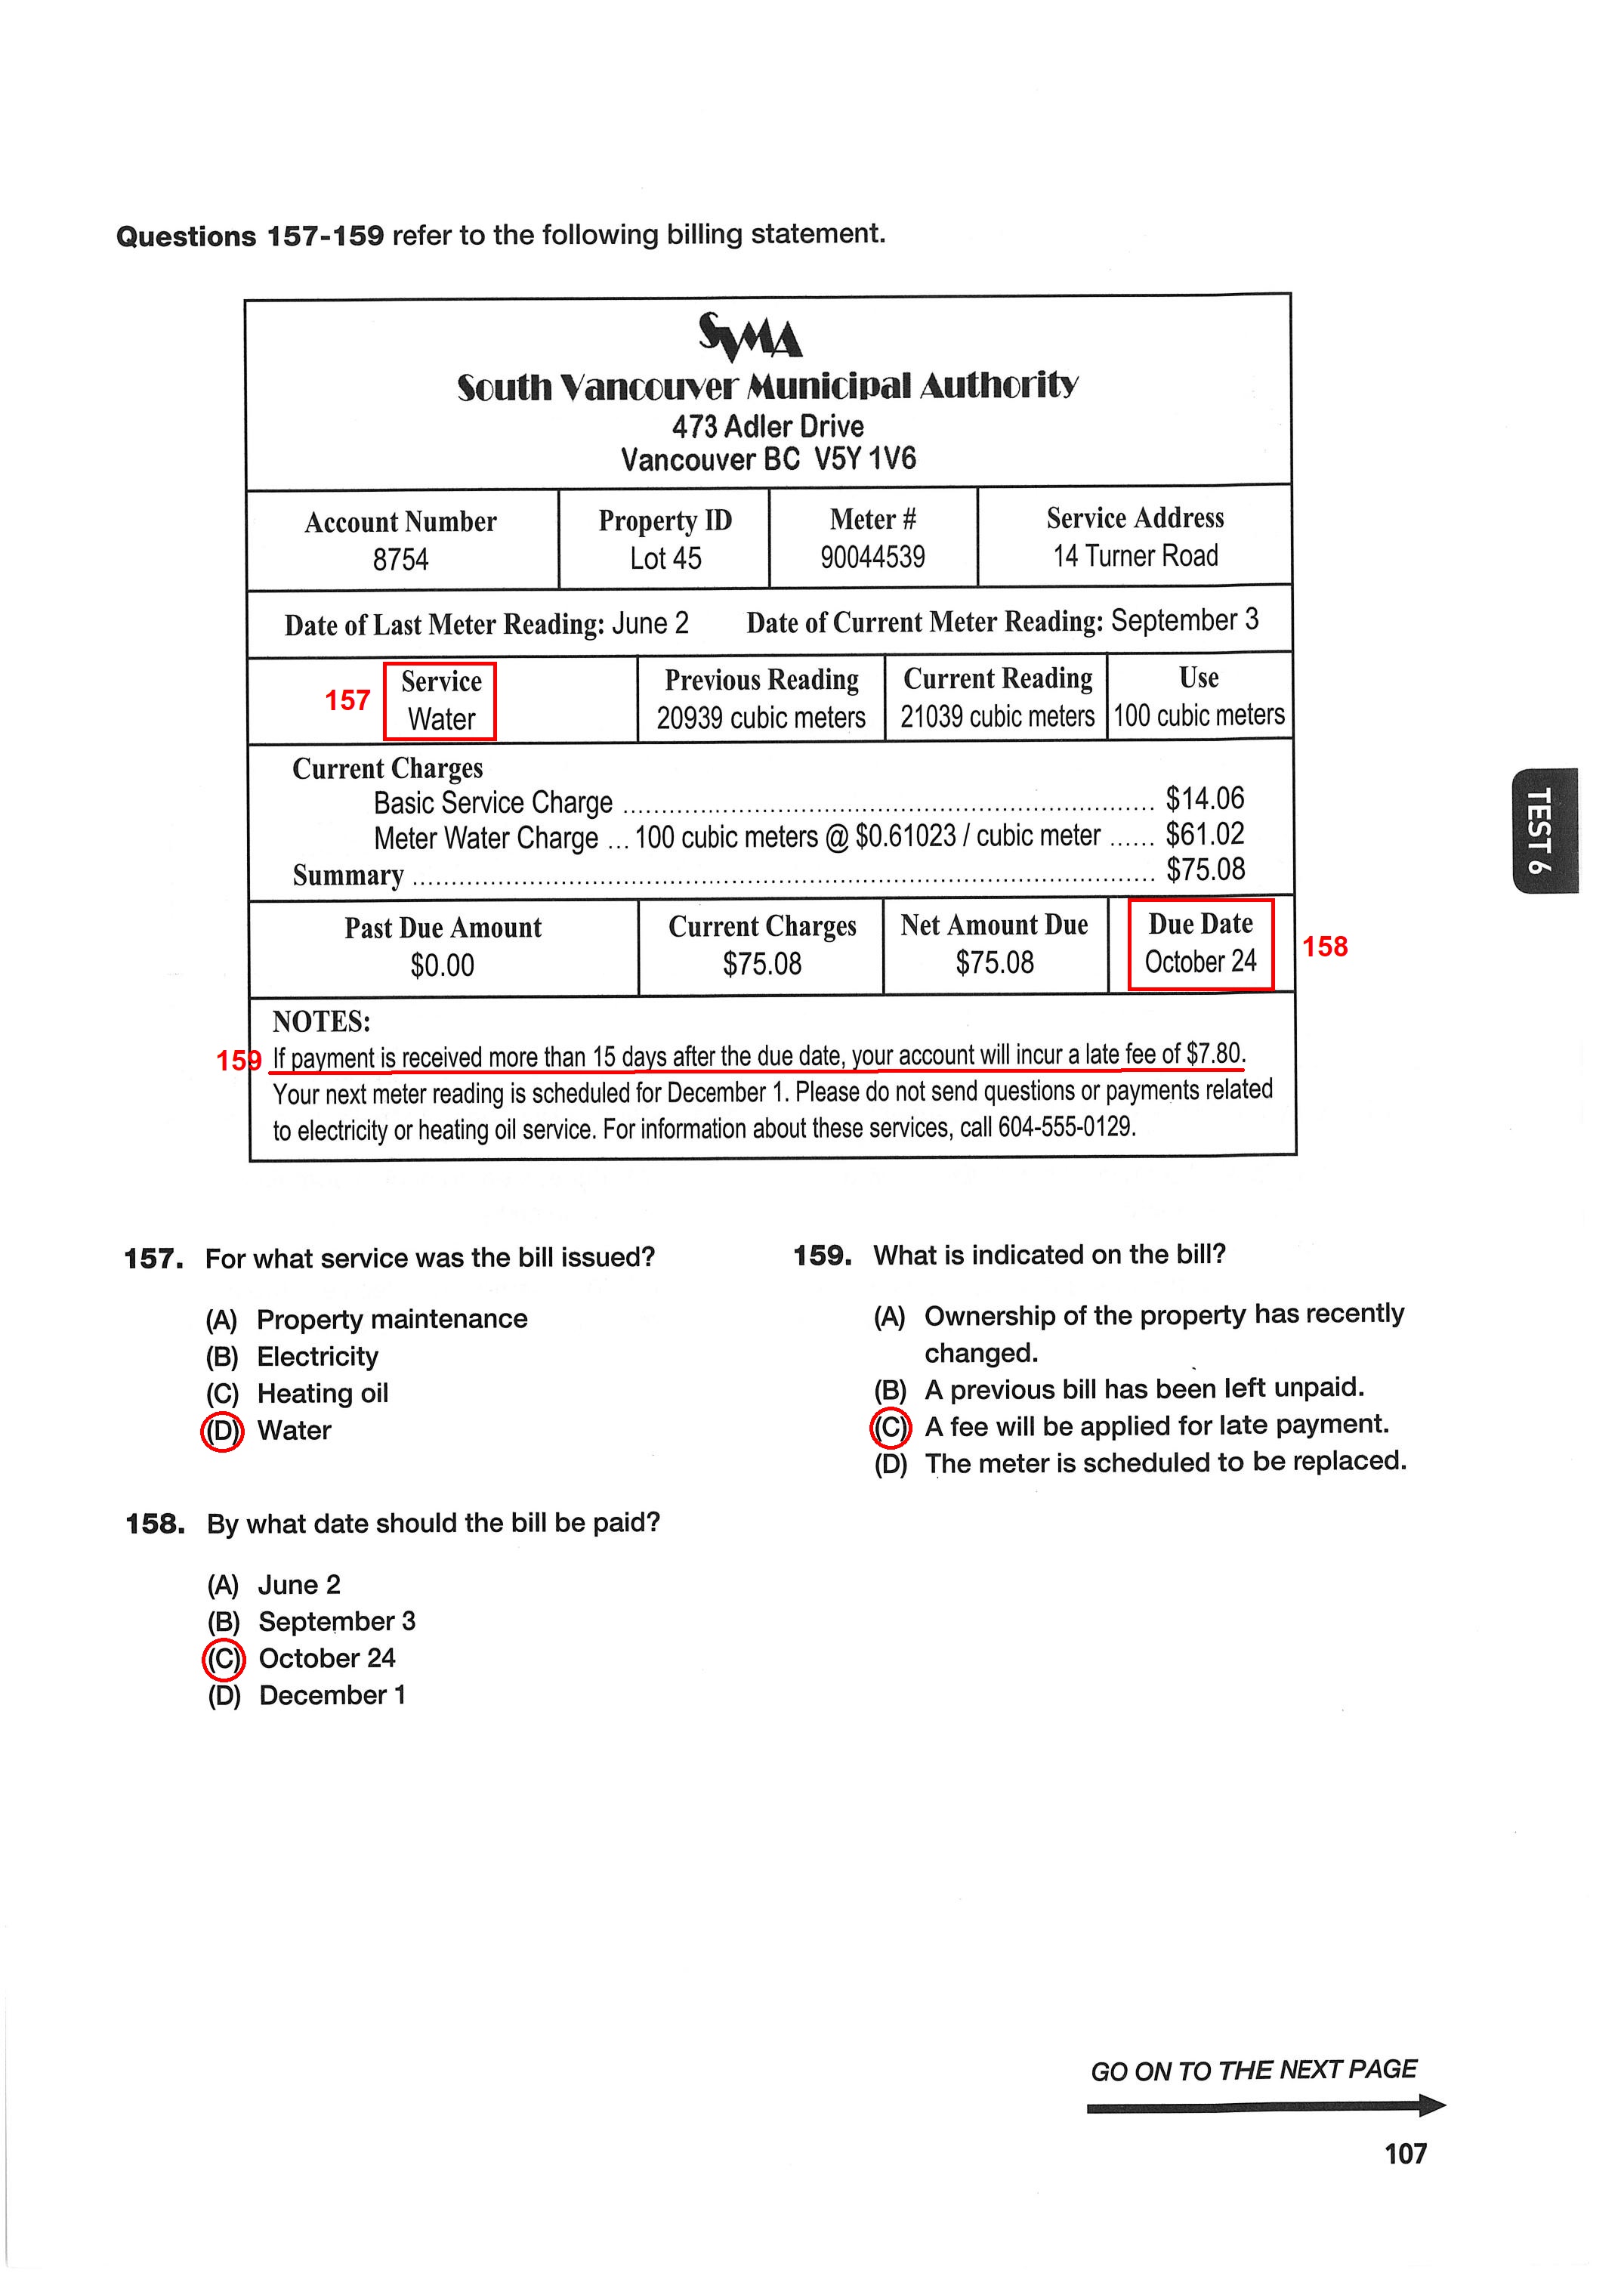 Questions 157-159 refer to the following billing statement.
SVMA
South Vancouver Municipal Authority
473 Adler Drive
Vancouver BC V5Y 1V6
Account Number Property ID Meter # Service Address
8754 Lot 45 90044539 14 Turner Road
Date of Last Meter Reading: June 2 Date of Current Meter Reading: September 3
157 Service Previous Reading Current Reading Use
Water 20939 cubic meters 21039 cubic meters 100 cubic meters
Current Charges
Basic Service Charge ........ $14.06
Meter Water Charge ... 100 cubic meters @ $0.61023 / cubic meter ...... $61.02
Summary ........ $75.08
Past Due Amount Current Charges Net Amount Due Due Date
$0.00 $75.08 $75.08 October 24
158
NOTES:
159 If payment is received more than 15 days after the due date, your account will incur a late fee of $7.80.
Your next meter reading is scheduled for December 1. Please do not send questions or payments related
to electricity or heating oil service. For information about these services, call 604-555-0129.
TEST 6
157. For what service was the bill issued?
(A) Property maintenance
(B) Electricity
(C) Heating oil
(D) Water
158. By what date should the bill be paid?
(A) June 2
(B) September 3
(C) October 24
(D) December 1
159. What is indicated on the bill?
(A) Ownership of the property has recently
changed.
(B) A previous bill has been left unpaid.
(C) A fee will be applied for late payment.
(D) The meter is scheduled to be replaced.
GO ON TO THE NEXT PAGE
107